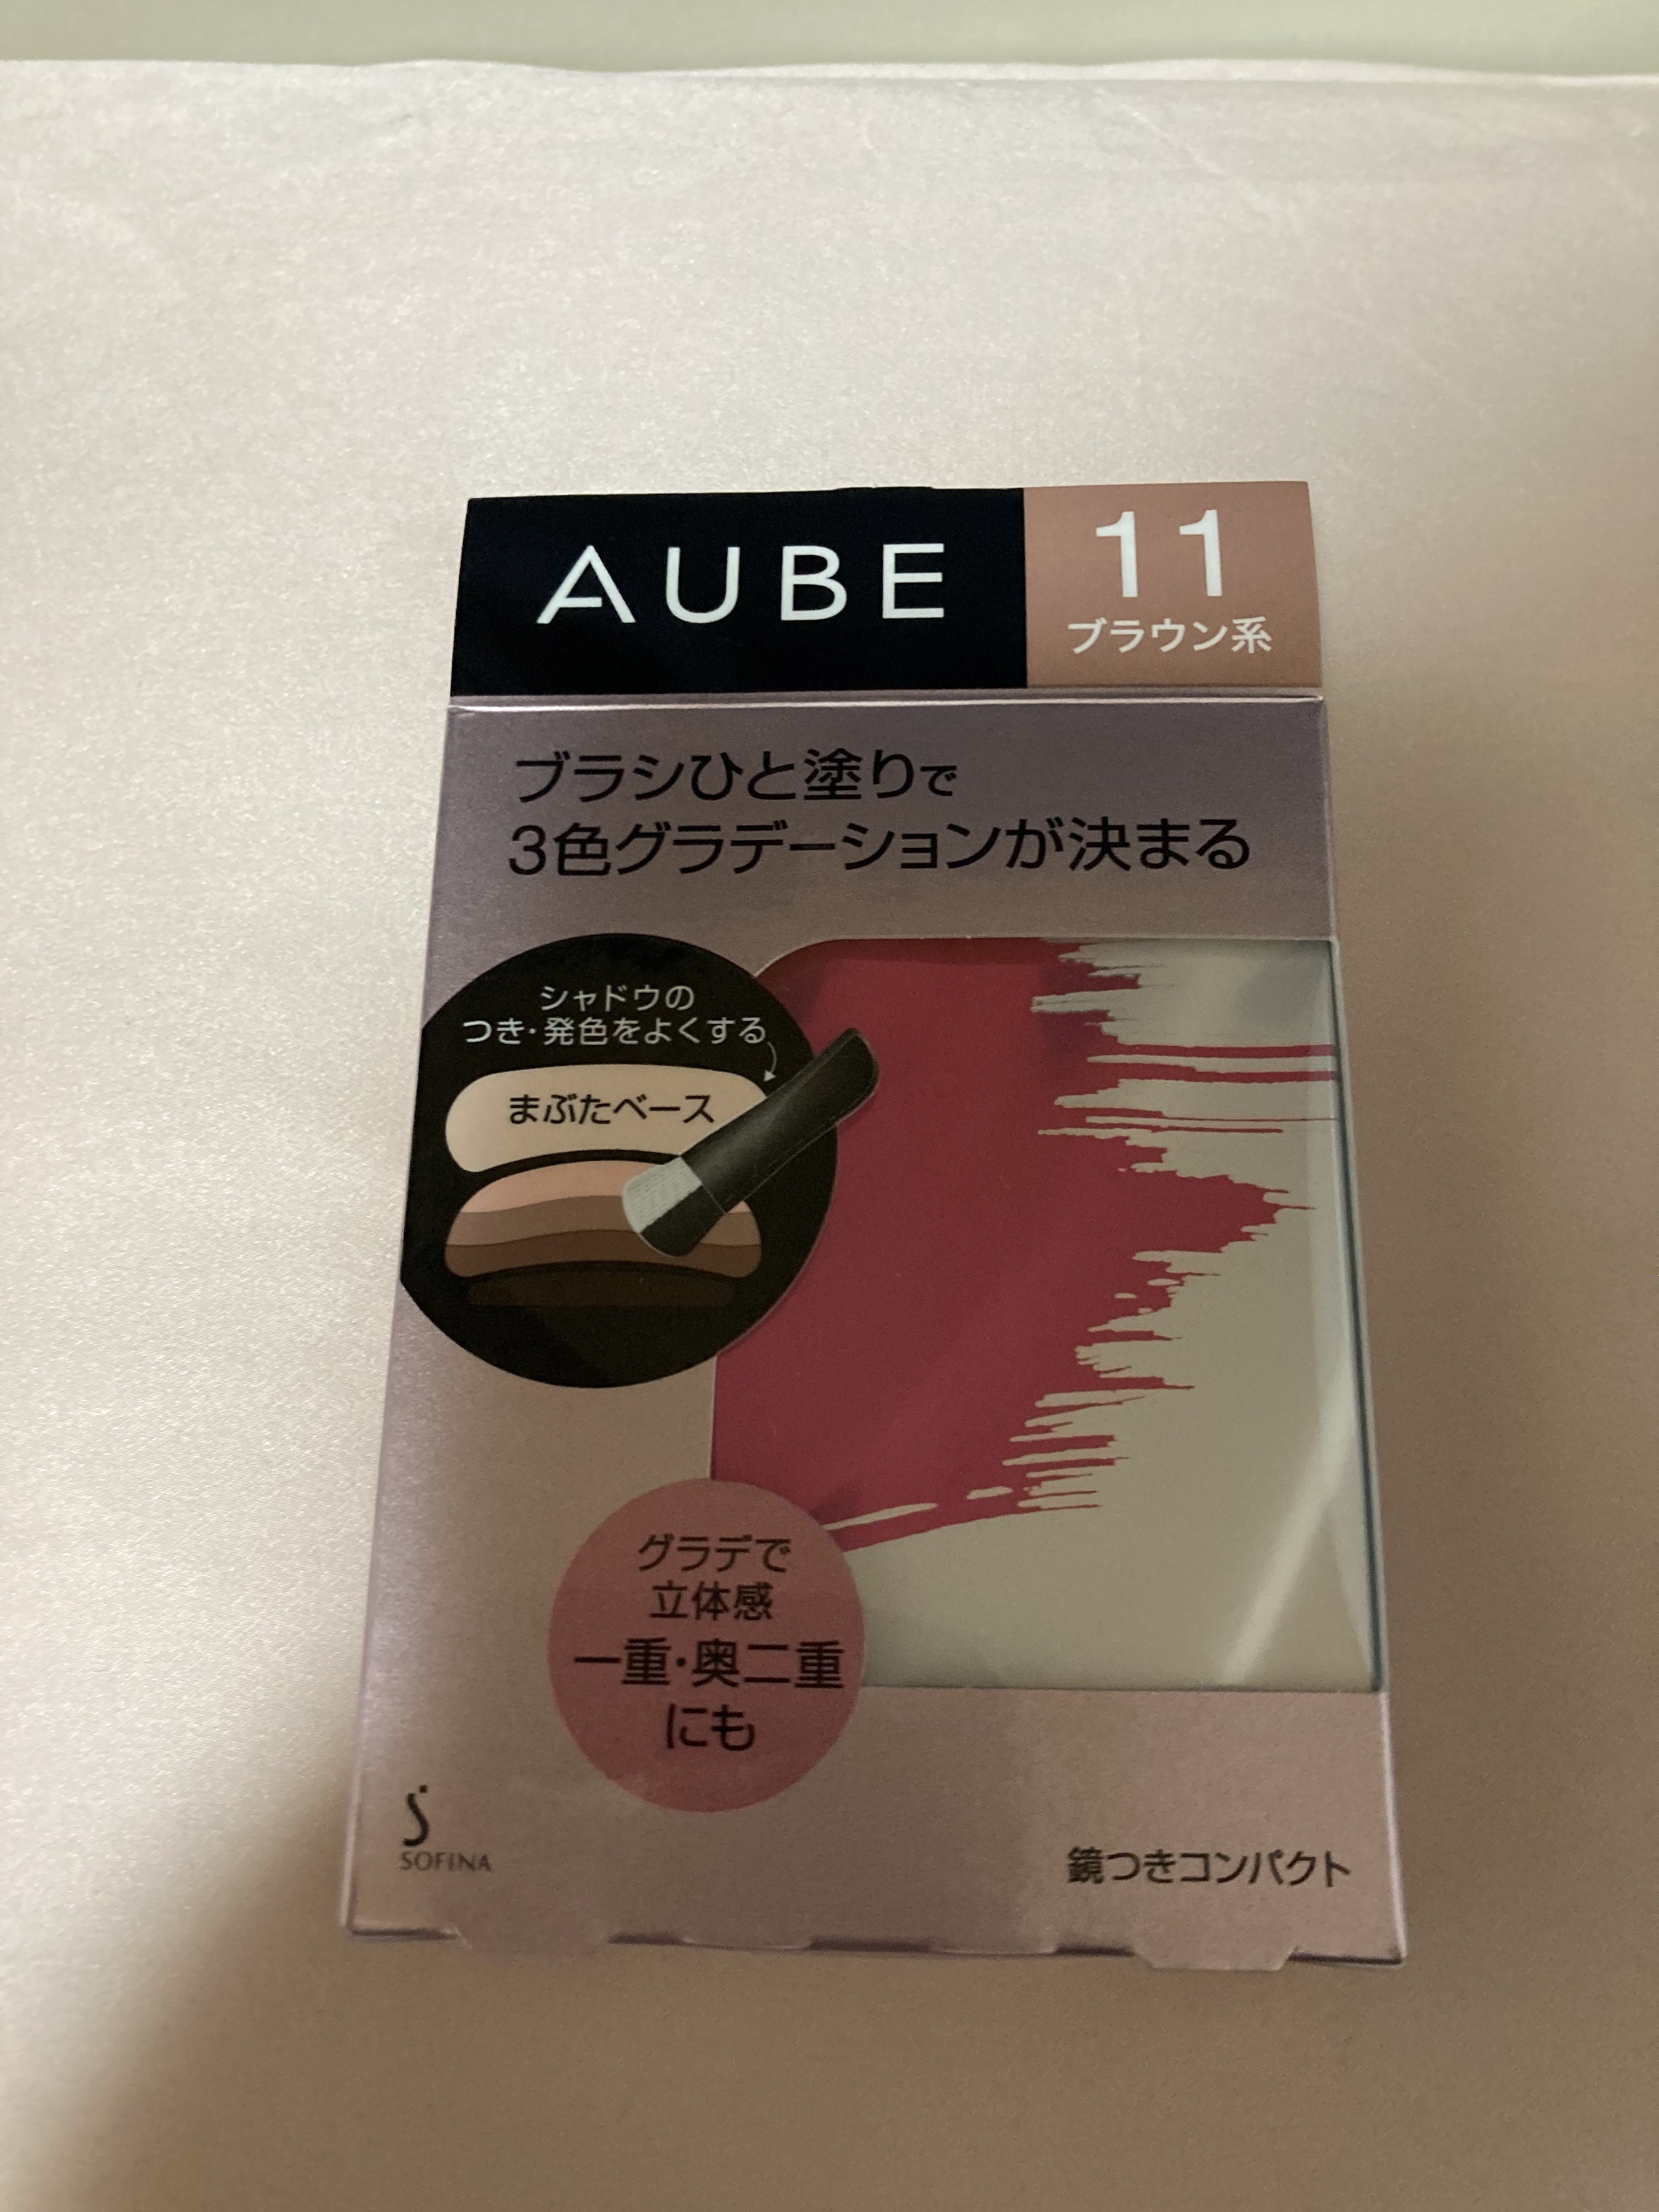 AUBE
11
ブラウン系
ブラシひと塗りで
3色グラデーションが決まる
シャドウの
つき・発色をよくする
まぶたベース
グラデで
立体感
一重・奥二重
にも
SOFINA
鏡つきコンパクト